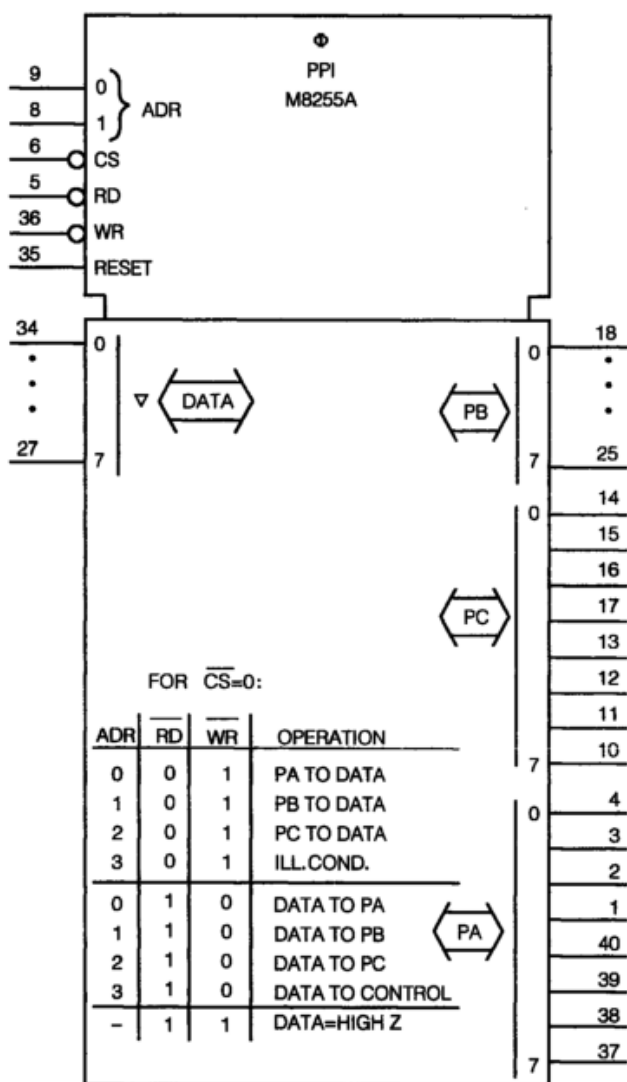 Φ
PPI
M8255A
9 0
8 1
ADR
6 CS
5 RD
36 WR
35 RESET
34 0
27 7
▽ DATA
0 18
7 25
PB
0 14
15
16
17
13
12
11
7 10
PC
FOR CS=0:
ADR RD WR OPERATION
0 0 1 PA TO DATA
1 0 1 PB TO DATA
2 0 1 PC TO DATA
3 0 1 ILL.COND.
0 1 0 DATA TO PA
1 1 0 DATA TO PB
2 1 0 DATA TO PC
3 1 0 DATA TO CONTROL
– 1 1 DATA=HIGH Z
0 4
3
2
1
40
39
38
7 37
PA